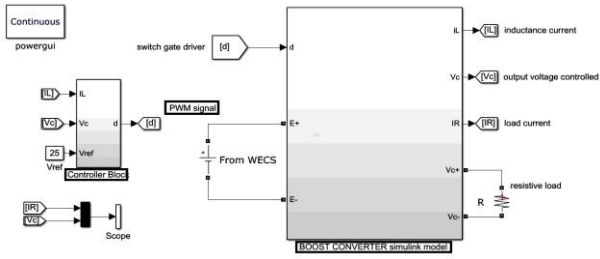 Continuous
powergui
switch gate driver
[d]
d
iL
[IL]
inductance current
Vc
[Vc]
output voltage controlled
IR
[IR]
load current
[IL]
IL
[Vc]
Vc
d
[d]
25
Vref
Vref
Controller Block
PWM signal
E+
+
From WECS
E-
Vc+
resistive load
R
Vc-
[IR]
[Vc]
Scope
BOOST CONVERTER simulink model